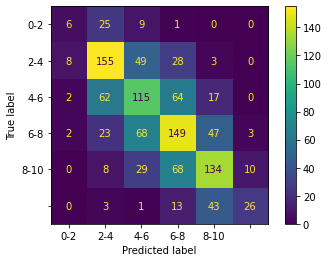 0-2 6 25 9 1 0 0
2-4 8 155 49 28 3 0
4-6 2 62 115 64 17 0
6-8 2 23 68 149 47 3
8-10 0 8 29 68 134 10
0 3 1 13 43 26
0-2 2-4 4-6 6-8 8-10
Predicted label
True label
140
120
100
80
60
40
20
0